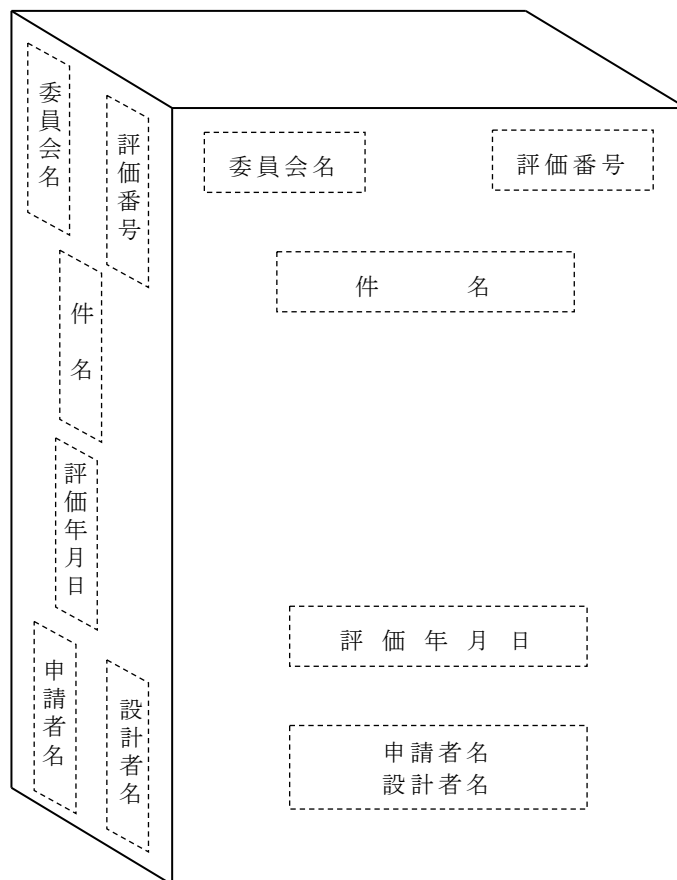 委員会名
評価番号
件 名
評価年月日
申請者名
設計者名
委員会名
評価番号
件 名
評 価 年 月 日
申請者名
設計者名